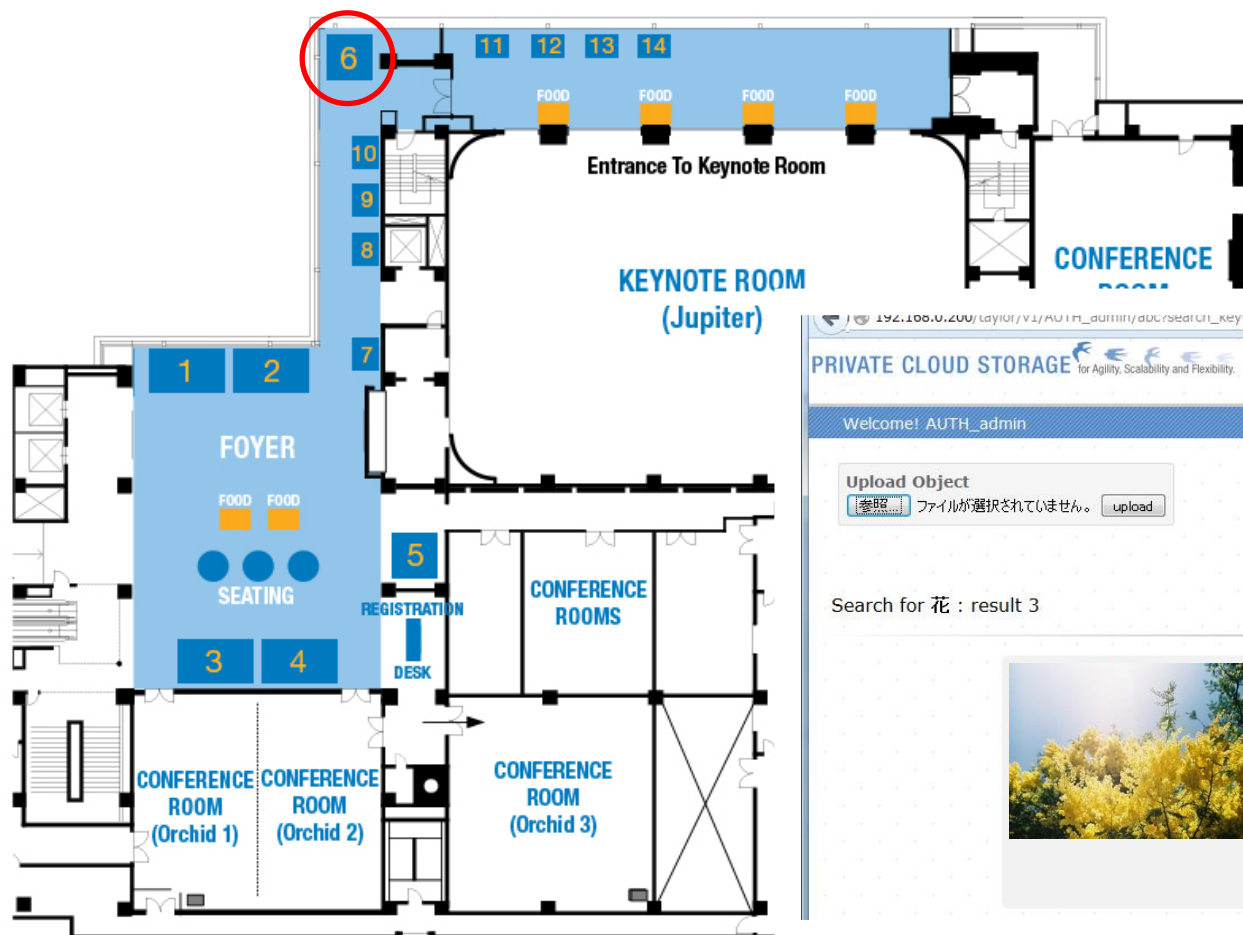 6
11 12 13 14
FOOD FOOD FOOD FOOD
10
Entrance To Keynote Room
9
8
KEYNOTE ROOM
(Jupiter)
CONFERENCE
ROOM
7
1 2
FOYER
FOOD FOOD
SEATING
5
REGISTRATION
DESK
CONFERENCE
ROOMS
3 4
CONFERENCE
ROOM
(Orchid 1)
CONFERENCE
ROOM
(Orchid 2)
CONFERENCE
ROOM
(Orchid 3)
192.168.0.200/taylor/v1/AUTH_admin/abc?search_key
PRIVATE CLOUD STORAGE for Agility, Scalability and Flexibility.
Welcome! AUTH_admin
Upload Object
参照... ファイルが選択されていません。 upload
Search for 花 : result 3